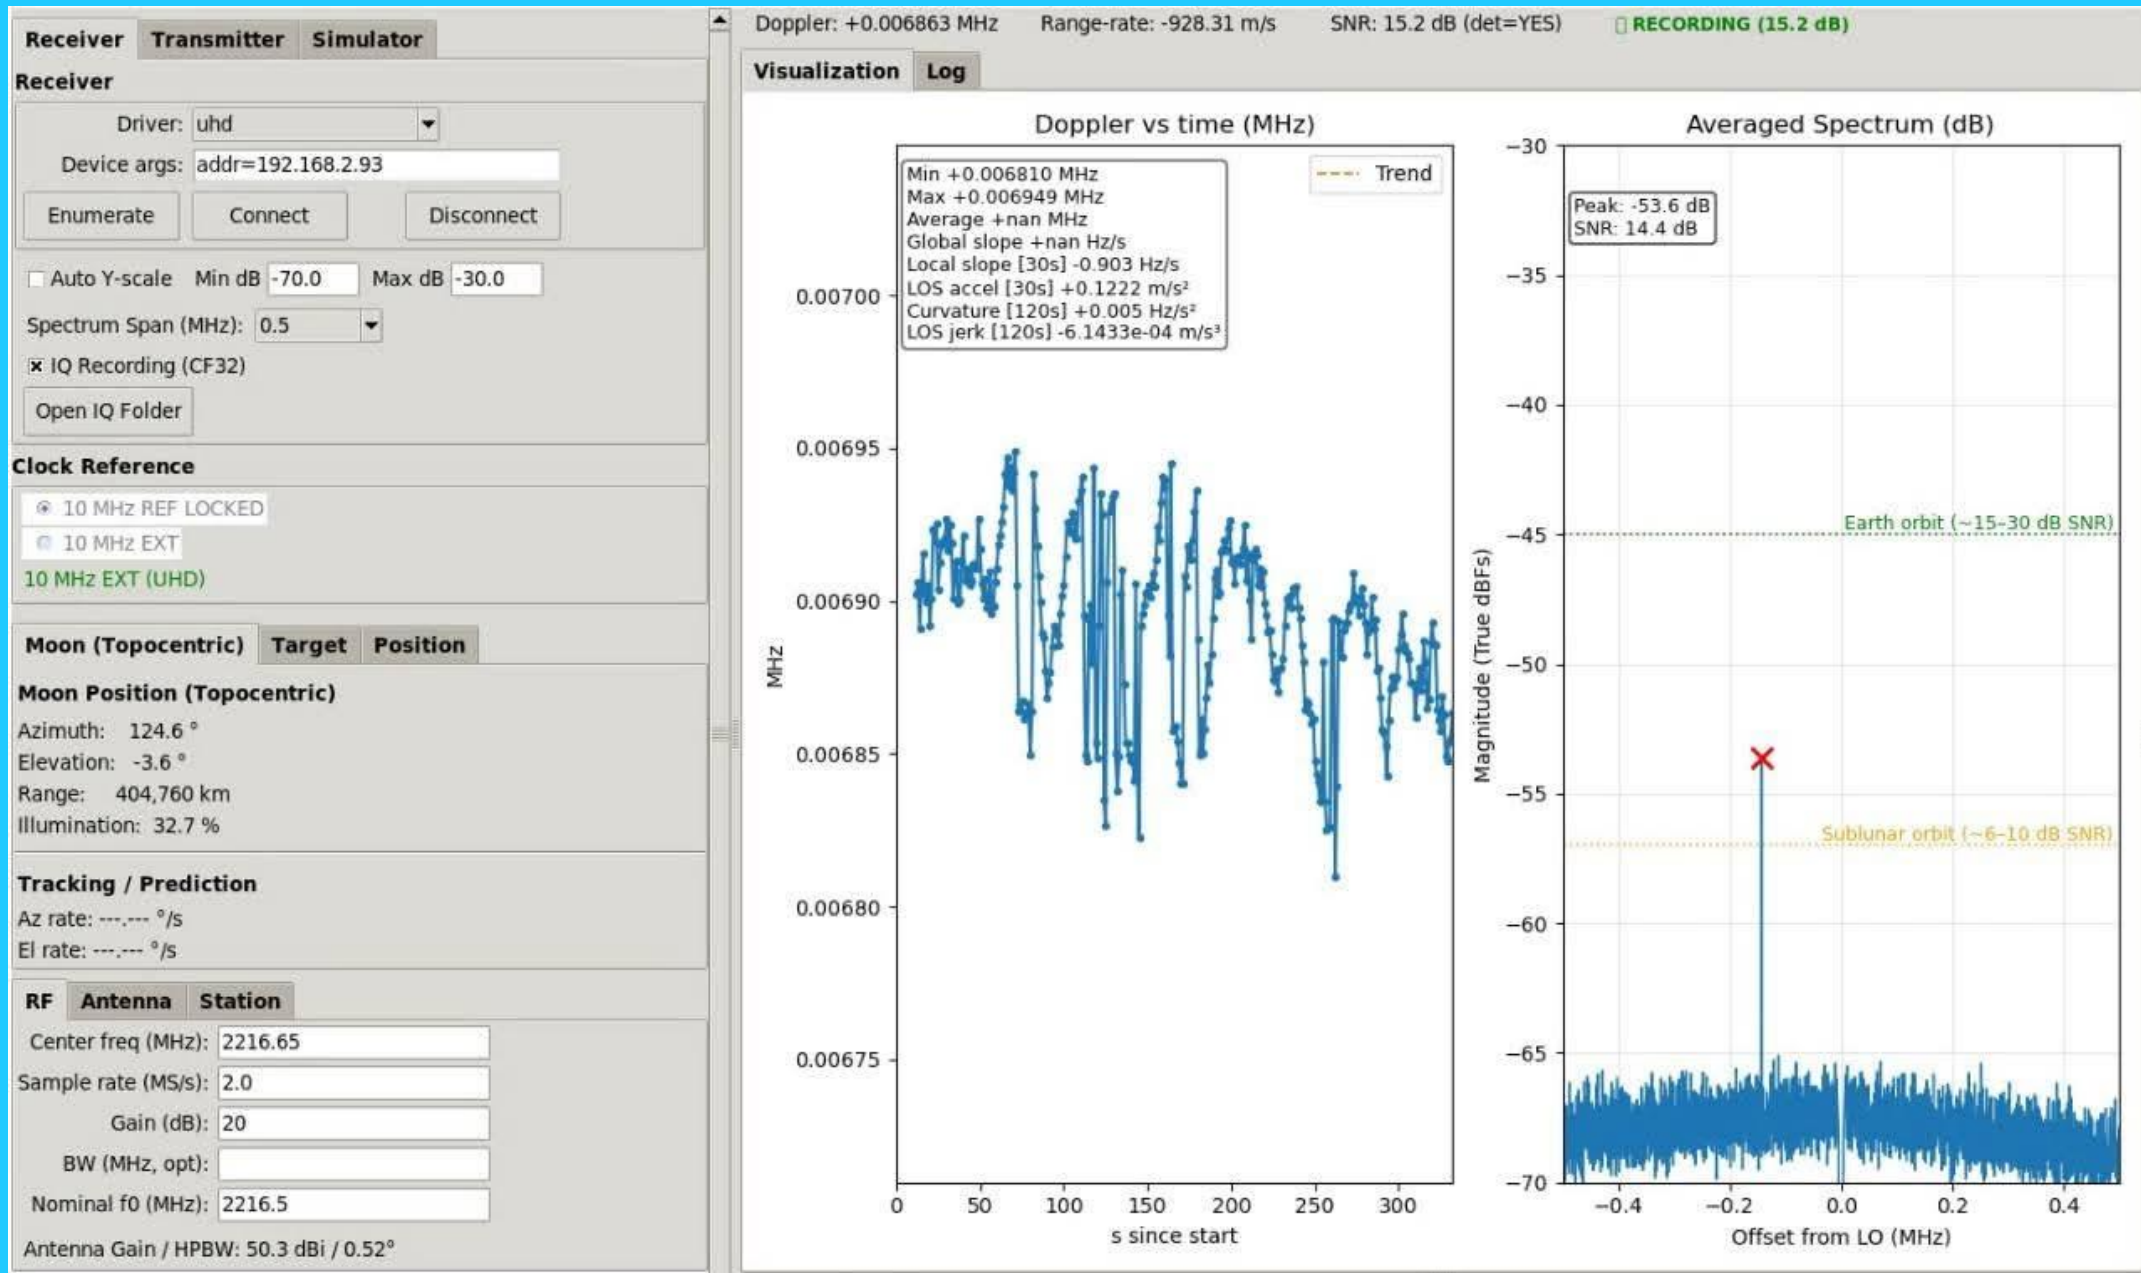 Receiver Transmitter Simulator
Receiver
Driver: uhd
Device args: addr=192.168.2.93
Enumerate Connect Disconnect
Auto Y-scale Min dB -70.0 Max dB -30.0
Spectrum Span (MHz): 0.5
IQ Recording (CF32)
Open IQ Folder
Clock Reference
10 MHz REF LOCKED
10 MHz EXT
10 MHz EXT (UHD)
Moon (Topocentric) Target Position
Moon Position (Topocentric)
Azimuth: 124.6 °
Elevation: -3.6 °
Range: 404,760 km
Illumination: 32.7 %
Tracking / Prediction
Az rate: ---.--- °/s
El rate: ---.--- °/s
RF Antenna Station
Center freq (MHz): 2216.65
Sample rate (MS/s): 2.0
Gain (dB): 20
BW (MHz, opt):
Nominal f0 (MHz): 2216.5
Antenna Gain / HPBW: 50.3 dBi / 0.52°
Doppler: +0.006863 MHz Range-rate: -928.31 m/s SNR: 15.2 dB (det=YES) RECORDING (15.2 dB)
Visualization Log
Doppler vs time (MHz)
Min +0.006810 MHz
Max +0.006949 MHz
Average +nan MHz
Global slope +nan Hz/s
Local slope [30s] -0.903 Hz/s
LOS accel [30s] +0.1222 m/s²
Curvature [120s] +0.005 Hz/s²
LOS jerk [120s] -6.1433e-04 m/s³
Trend
0.00700
0.00695
0.00690
0.00685
0.00680
0.00675
MHz
0 50 100 150 200 250 300
s since start
Averaged Spectrum (dB)
Peak: -53.6 dB
SNR: 14.4 dB
Earth orbit (~15–30 dB SNR)
Sublunar orbit (~6–10 dB SNR)
−30
−35
−40
−45
−50
−55
−60
−65
−70
Magnitude (True dBFs)
−0.4 −0.2 0.0 0.2 0.4
Offset from LO (MHz)